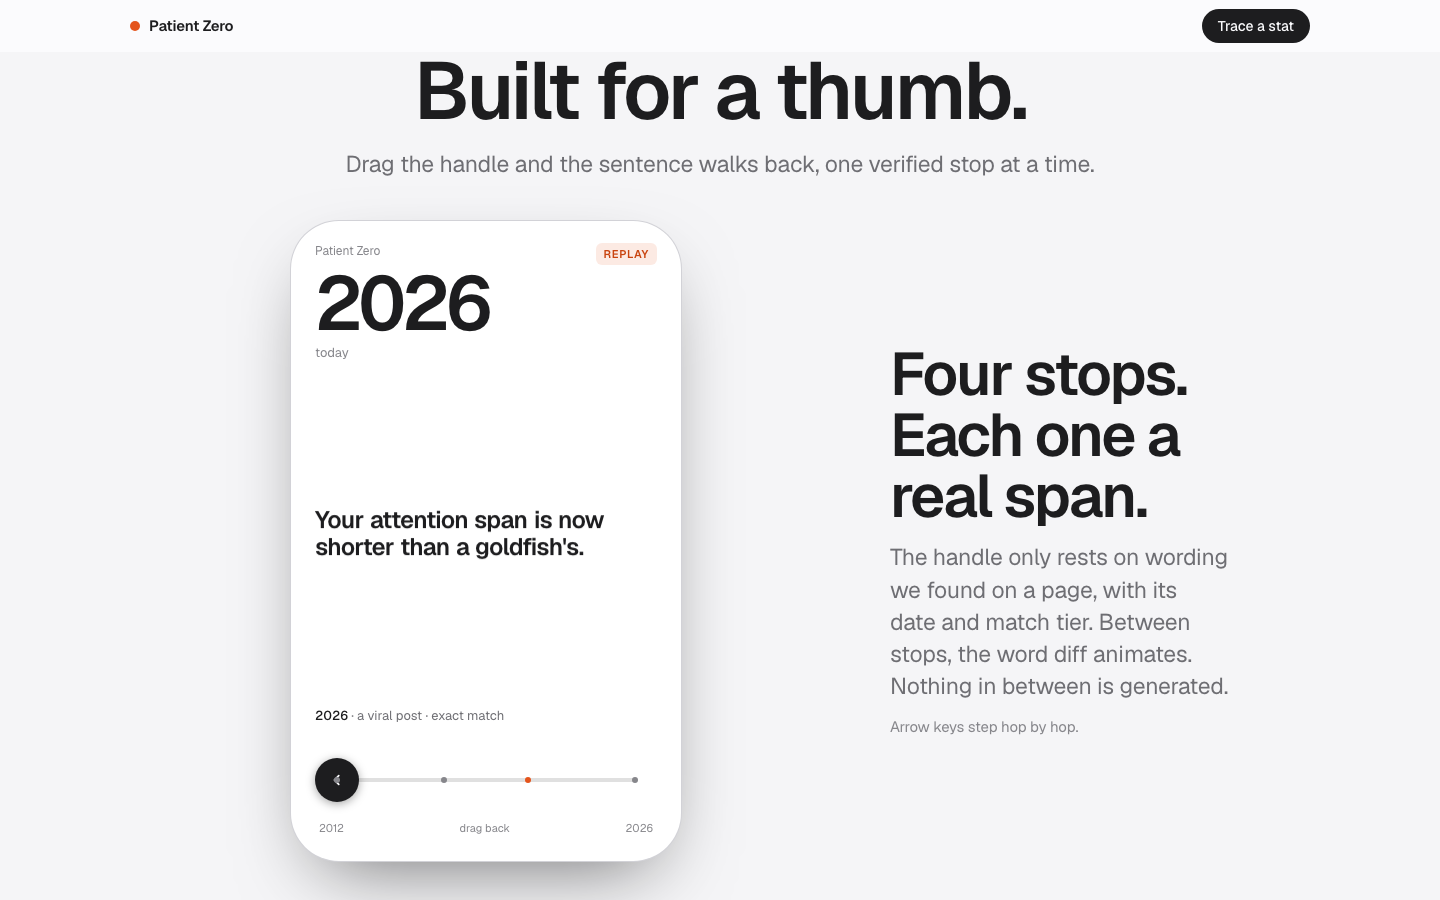 Patient Zero
Trace a stat
Built for a thumb.
Drag the handle and the sentence walks back, one verified stop at a time.
Patient Zero
REPLAY
2026
today
Your attention span is now
shorter than a goldfish's.
2026 · a viral post · exact match
2012
drag back
2026
Four stops.
Each one a
real span.
The handle only rests on wording
we found on a page, with its
date and match tier. Between
stops, the word diff animates.
Nothing in between is generated.
Arrow keys step hop by hop.